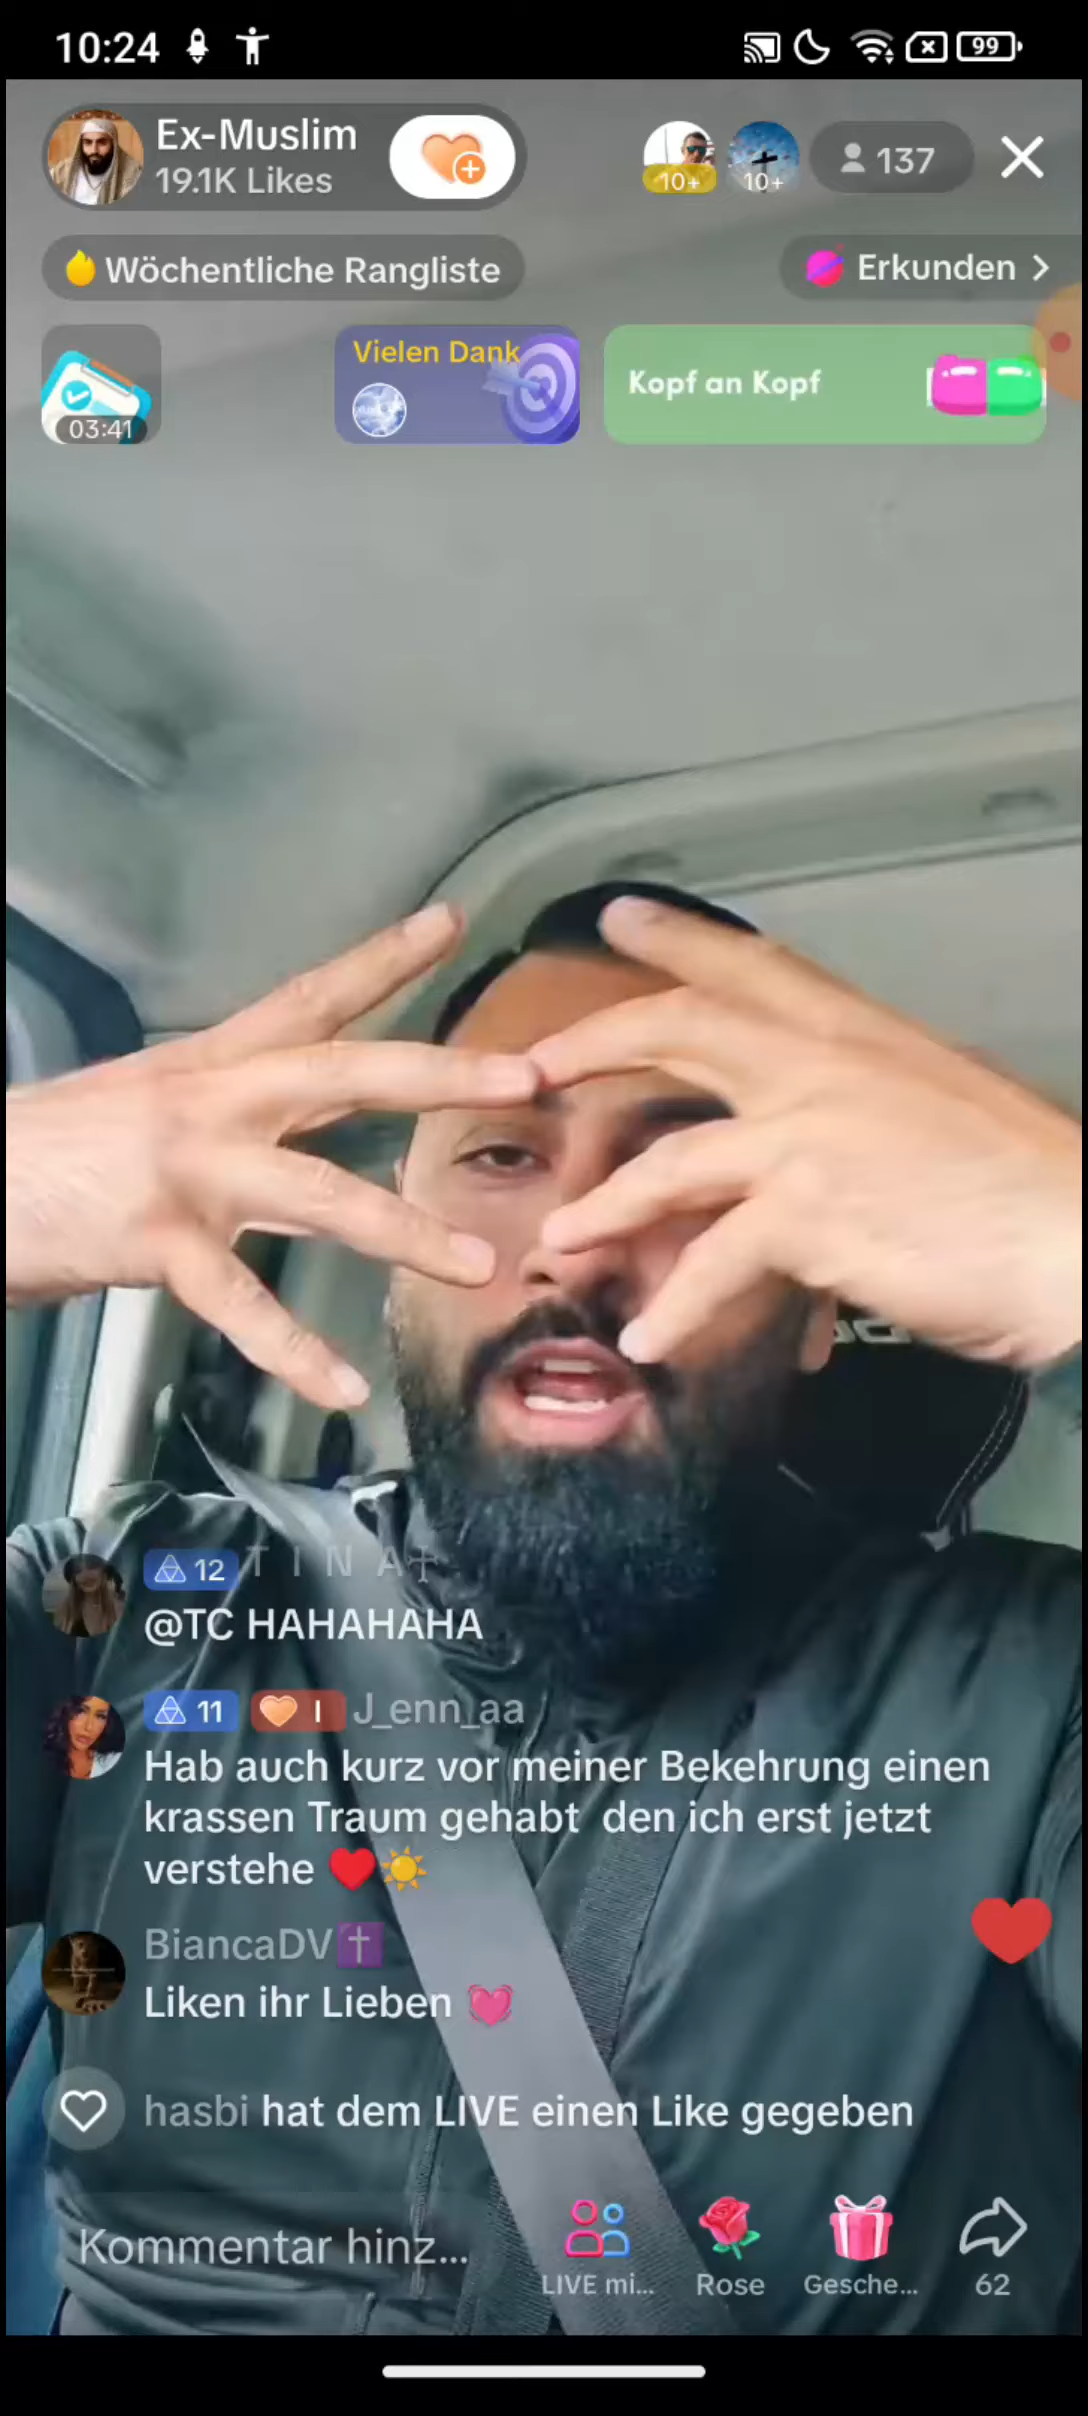 10:24
99
Ex-Muslim
19.1K Likes
10+
10+
137
Wöchentliche Rangliste
Erkunden >
03:41
Vielen Dank
Kopf an Kopf
12 T I N A✝
@TC HAHAHAHA
11 I J_enn_aa
Hab auch kurz vor meiner Bekehrung einen
krassen Traum gehabt den ich erst jetzt
verstehe ❤️☀️
BiancaDV✝️
Liken ihr Lieben 💓
hasbi hat dem LIVE einen Like gegeben
Kommentar hinz...
LIVE mi...
Rose
Gesche...
62